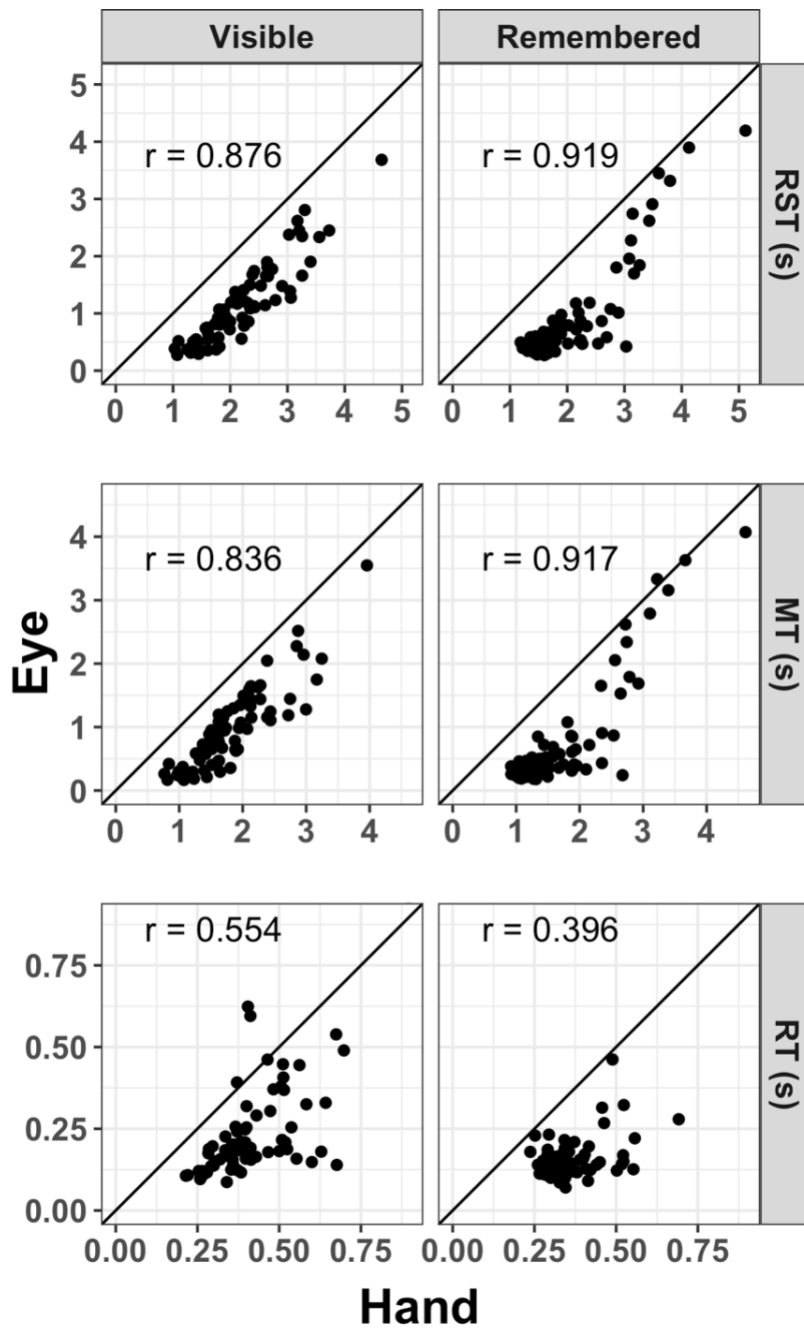 Visible Remembered
5
4
3
2
1
0
r = 0.876
r = 0.919
RST (s)
0 1 2 3 4 5 0 1 2 3 4 5
Eye
4
3
2
1
0
r = 0.836
r = 0.917
MT (s)
0 1 2 3 4 0 1 2 3 4
0.75
0.50
0.25
0.00
r = 0.554
r = 0.396
RT (s)
0.00 0.25 0.50 0.75 0.00 0.25 0.50 0.75
Hand